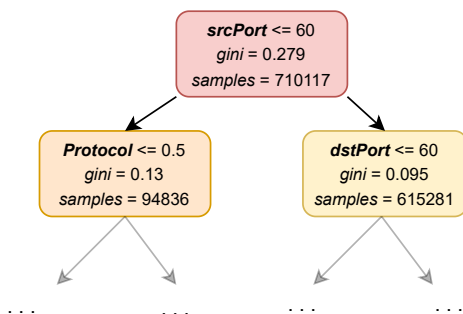 srcPort <= 60
gini = 0.279
samples = 710117
Protocol <= 0.5
gini = 0.13
samples = 94836
dstPort <= 60
gini = 0.095
samples = 615281
... ... ... ...